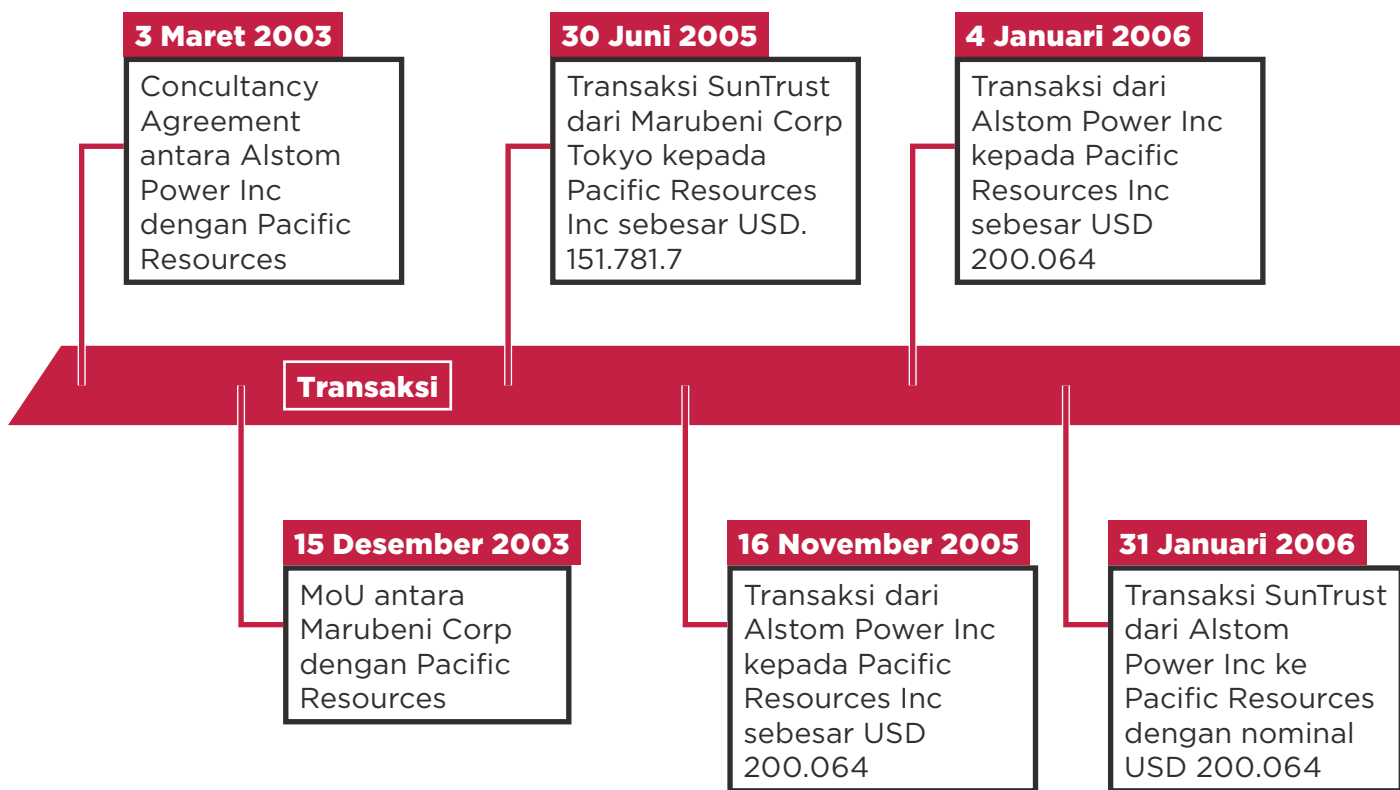 3 Maret 2003
Concultancy
Agreement
antara Alstom
Power Inc
dengan Pacific
Resources
30 Juni 2005
Transaksi SunTrust
dari Marubeni Corp
Tokyo kepada
Pacific Resources
Inc sebesar USD.
151.781.7
4 Januari 2006
Transaksi dari
Alstom Power Inc
kepada Pacific
Resources Inc
sebesar USD
200.064
Transaksi
15 Desember 2003
MoU antara
Marubeni Corp
dengan Pacific
Resources
16 November 2005
Transaksi dari
Alstom Power Inc
kepada Pacific
Resources Inc
sebesar USD
200.064
31 Januari 2006
Transaksi SunTrust
dari Alstom
Power Inc ke
Pacific Resources
dengan nominal
USD 200.064